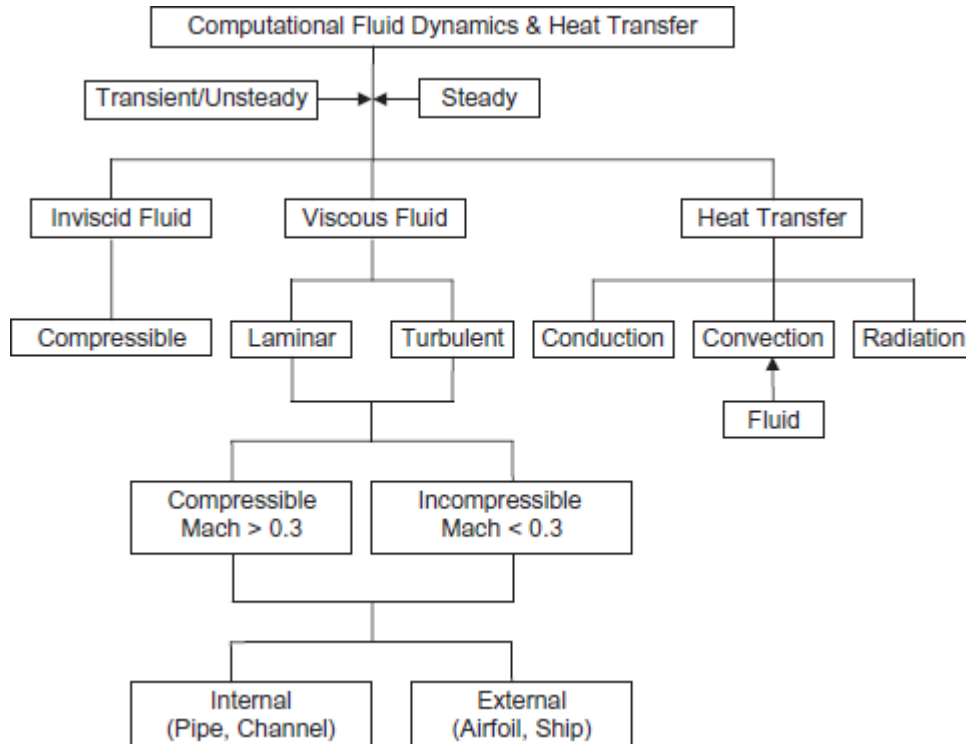 Computational Fluid Dynamics & Heat Transfer
Transient/Unsteady
Steady
Inviscid Fluid
Viscous Fluid
Heat Transfer
Compressible
Laminar
Turbulent
Conduction
Convection
Radiation
Fluid
Compressible
Mach > 0.3
Incompressible
Mach < 0.3
Internal
(Pipe, Channel)
External
(Airfoil, Ship)